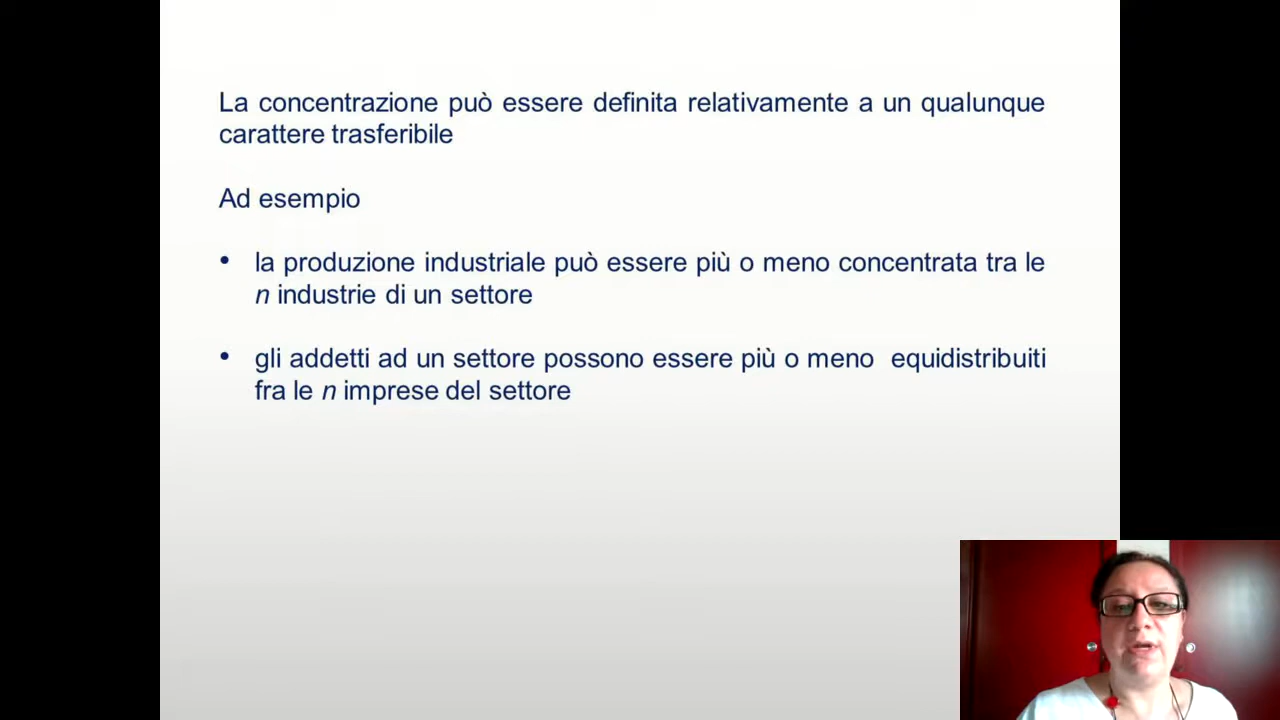 La concentrazione può essere definita relativamente a un qualunque
carattere trasferibile
Ad esempio
• la produzione industriale può essere più o meno concentrata tra le
n industrie di un settore
• gli addetti ad un settore possono essere più o meno equidistribuiti
fra le n imprese del settore